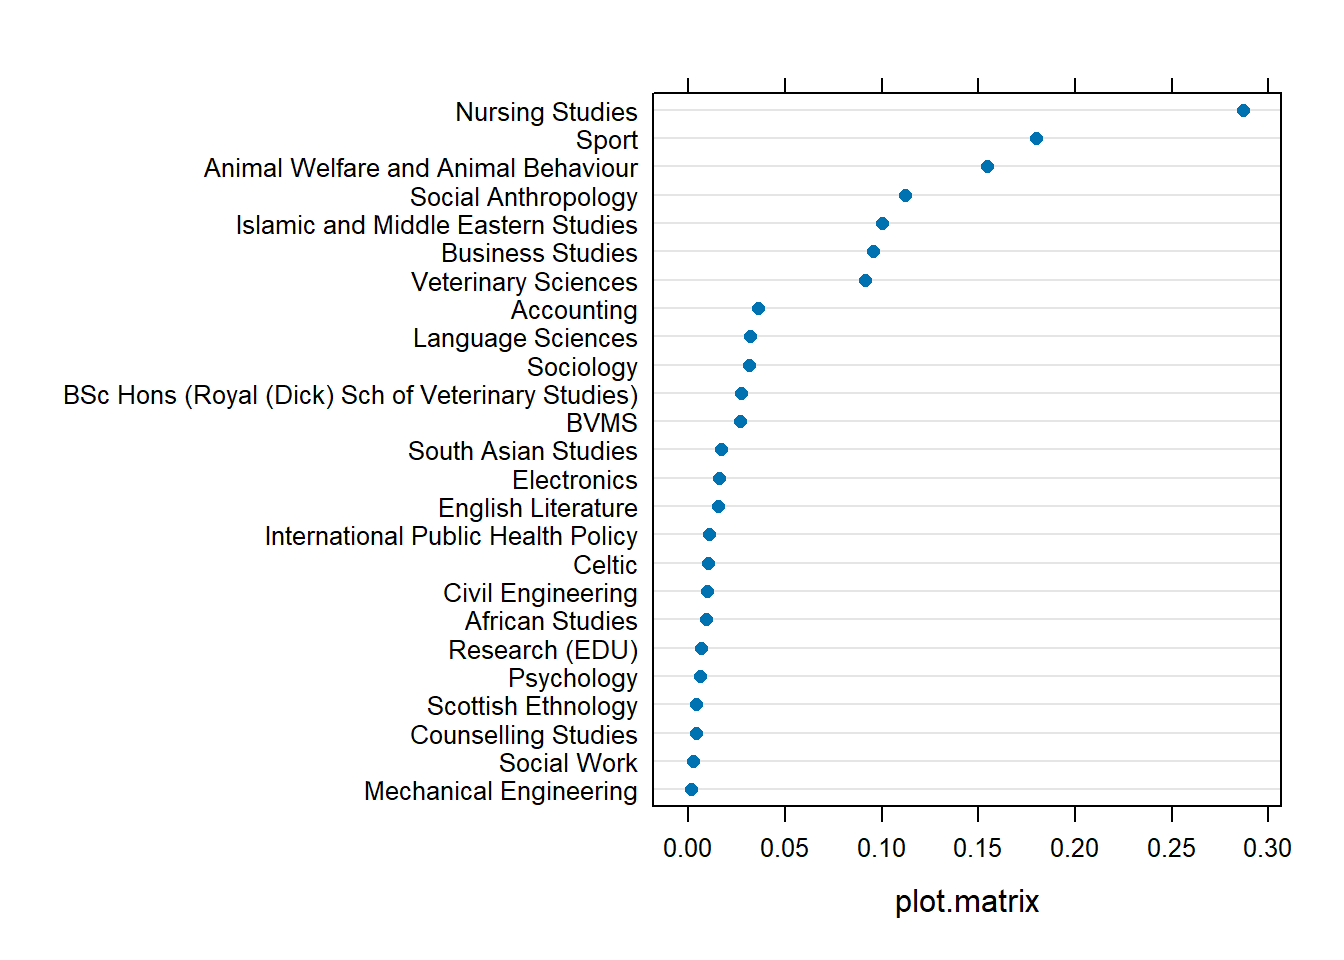 Nursing Studies
Sport
Animal Welfare and Animal Behaviour
Social Anthropology
Islamic and Middle Eastern Studies
Business Studies
Veterinary Sciences
Accounting
Language Sciences
Sociology
BSc Hons (Royal (Dick) Sch of Veterinary Studies)
BVMS
South Asian Studies
Electronics
English Literature
International Public Health Policy
Celtic
Civil Engineering
African Studies
Research (EDU)
Psychology
Scottish Ethnology
Counselling Studies
Social Work
Mechanical Engineering
0.00 0.05 0.10 0.15 0.20 0.25 0.30
plot.matrix